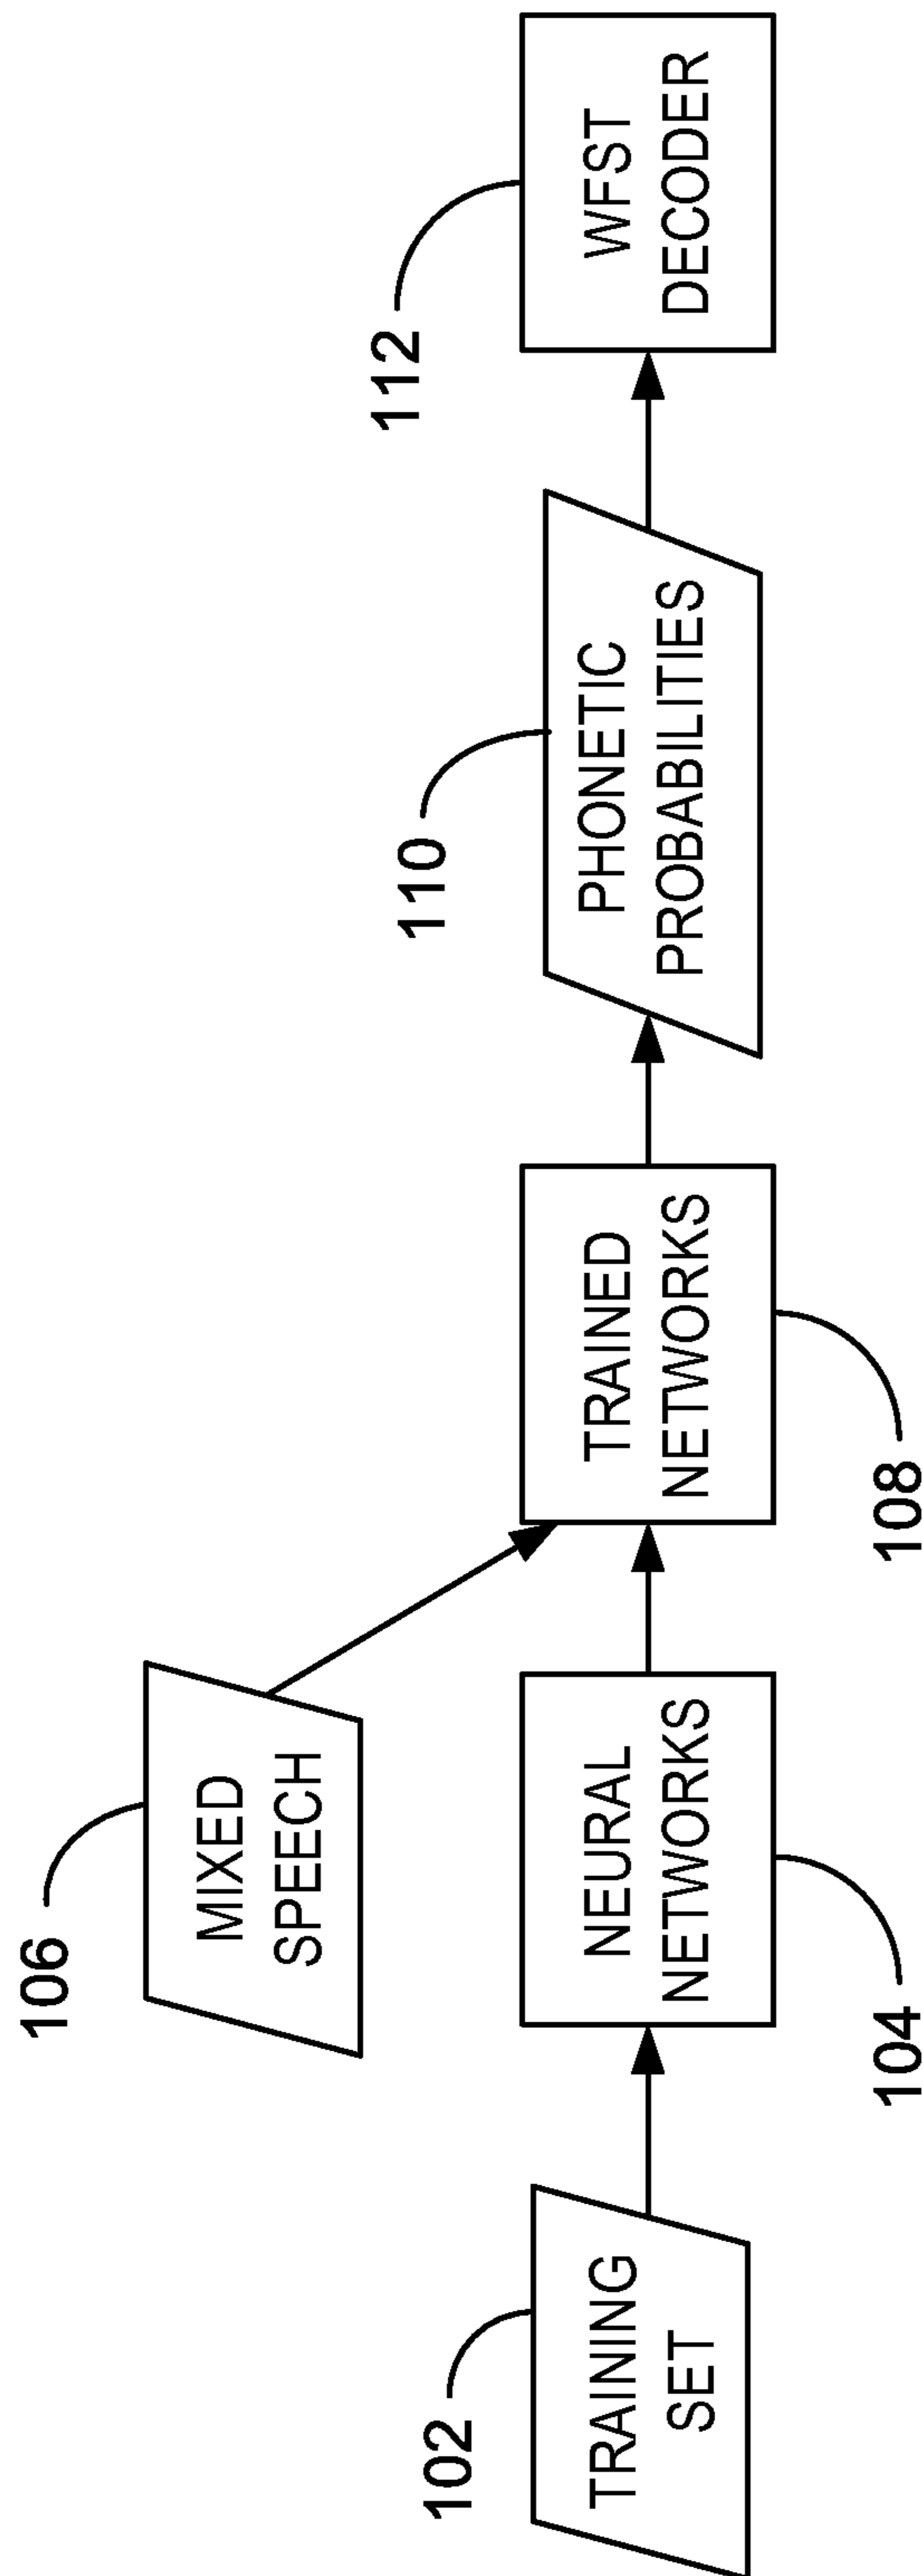 106
MIXED
SPEECH
112
110
102
TRAINING
SET
NEURAL
NETWORKS
TRAINED
NETWORKS
PHONETIC
PROBABILITIES
WFST
DECODER
104
108